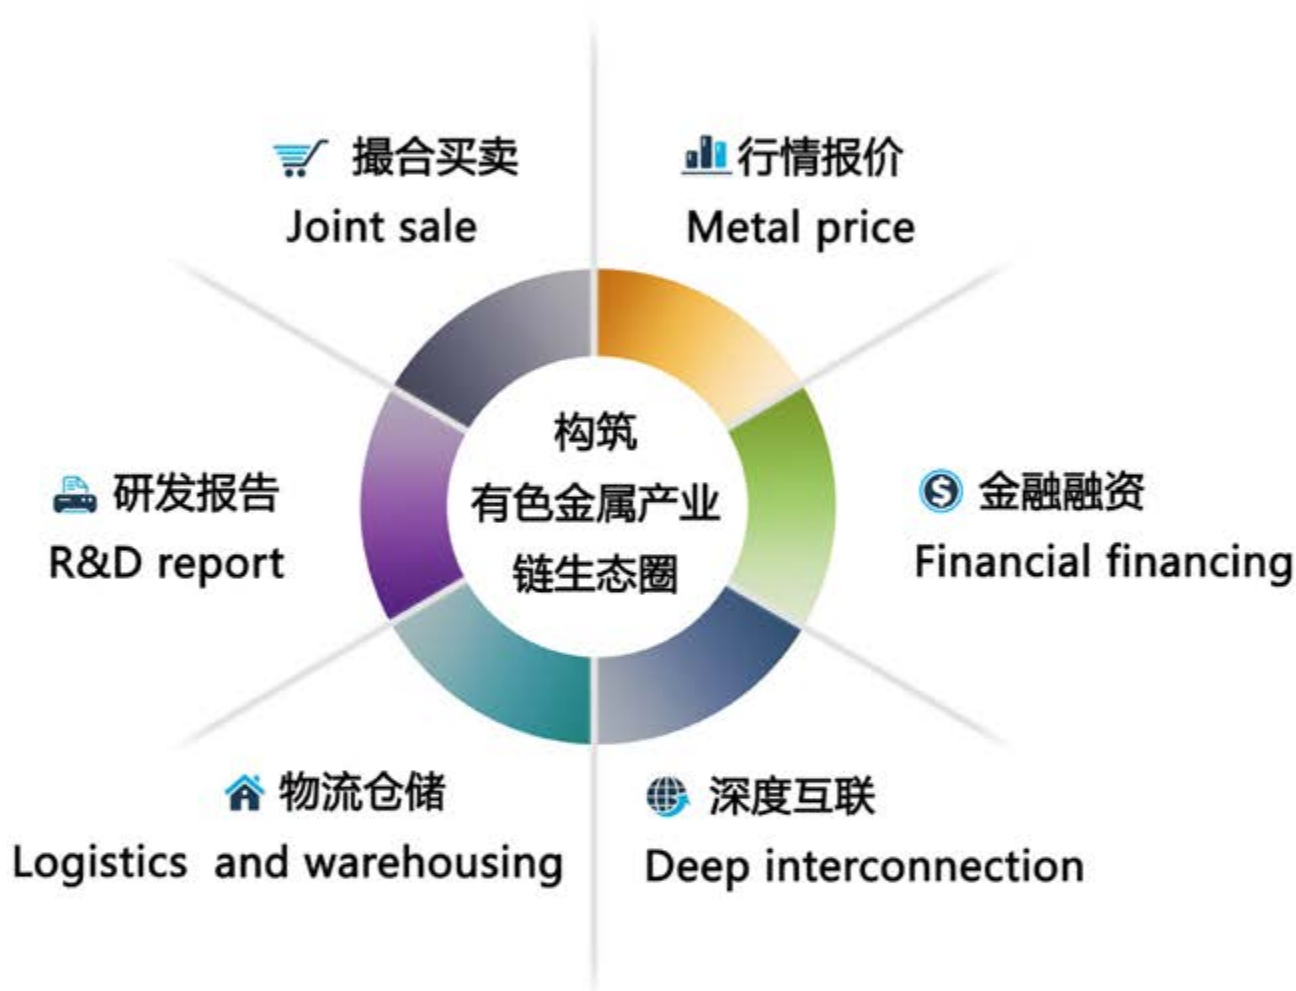 撮合买卖
Joint sale
行情报价
Metal price
研发报告
R&D report
构筑
有色金属产业
链生态圈
金融融资
Financial financing
物流仓储
Logistics and warehousing
深度互联
Deep interconnection